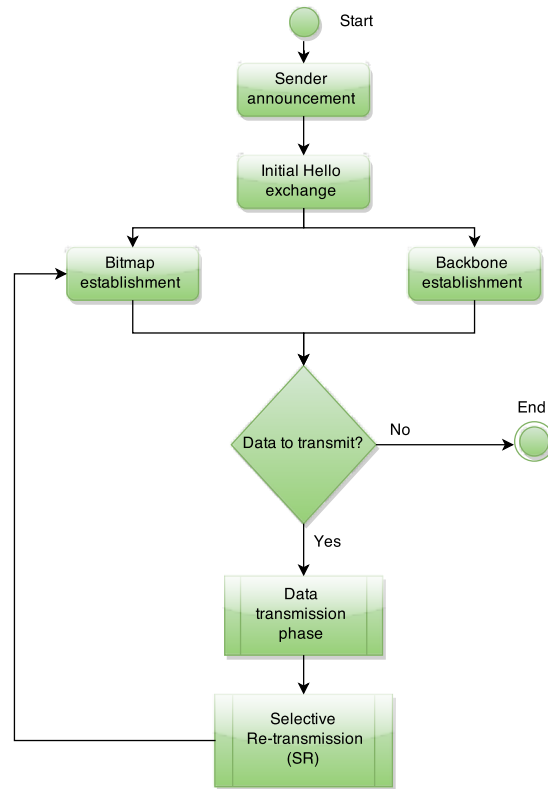 Start
Sender
announcement
Initial Hello
exchange
Bitmap
establishment
Backbone
establishment
Data to transmit?
No
End
Yes
Data
transmission
phase
Selective
Re-transmission
(SR)